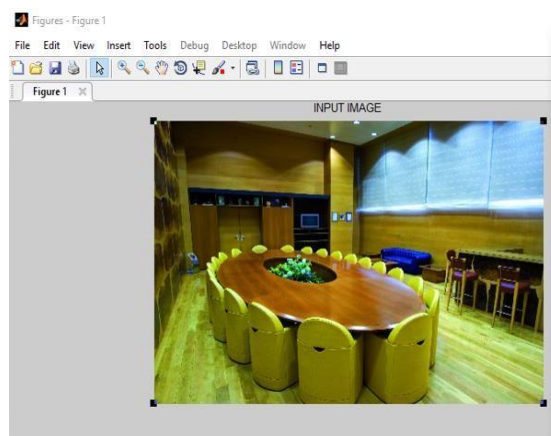 Figures - Figure 1
File Edit View Insert Tools Debug Desktop Window Help
Figure 1
INPUT IMAGE